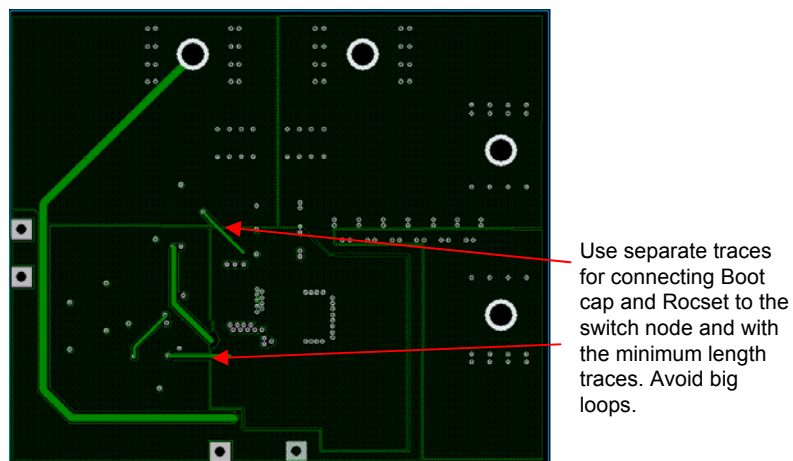 Use separate traces
for connecting Boot
cap and Rocset to the
switch node and with
the minimum length
traces. Avoid big
loops.